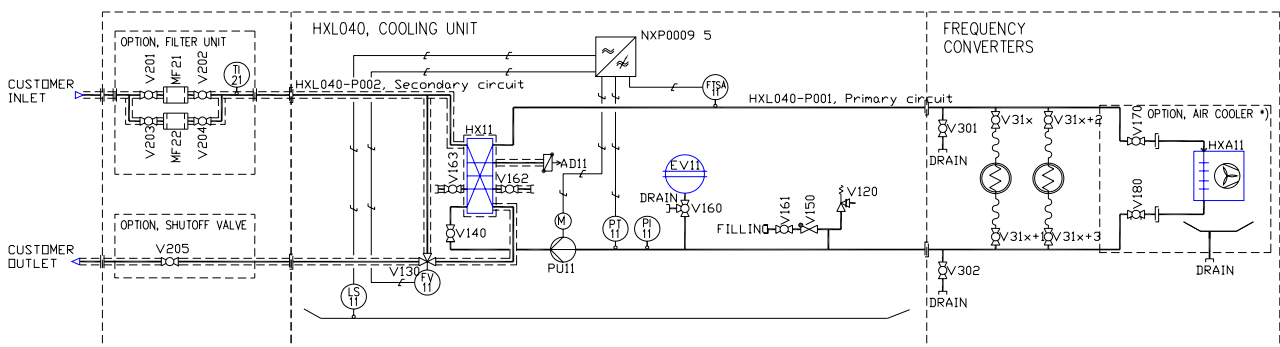 HXL040, COOLING UNIT
NXP0009 5
FREQUENCY
CONVERTERS
OPTION, FILTER UNIT
V201
MF21
V202
TI
21
CUSTOMER
INLET
HXL040-P002, Secondary circuit
FTSA
11
HXL040-P001, Primary circuit
V203
MF22
V204
V301
DRAIN
V31x
V31x+2
V170
OPTION, AIR COOLER *)
HXA11
HX11
V163
AD11
V162
EV11
DRAIN
V160
V120
V161
V150
FILLING
V180
OPTION, SHUTOFF VALVE
V205
CUSTOMER
OUTLET
V140
M
PU11
PT
11
PI
11
V31x+1
V31x+3
V130
FV
11
LS
11
V302
DRAIN
DRAIN